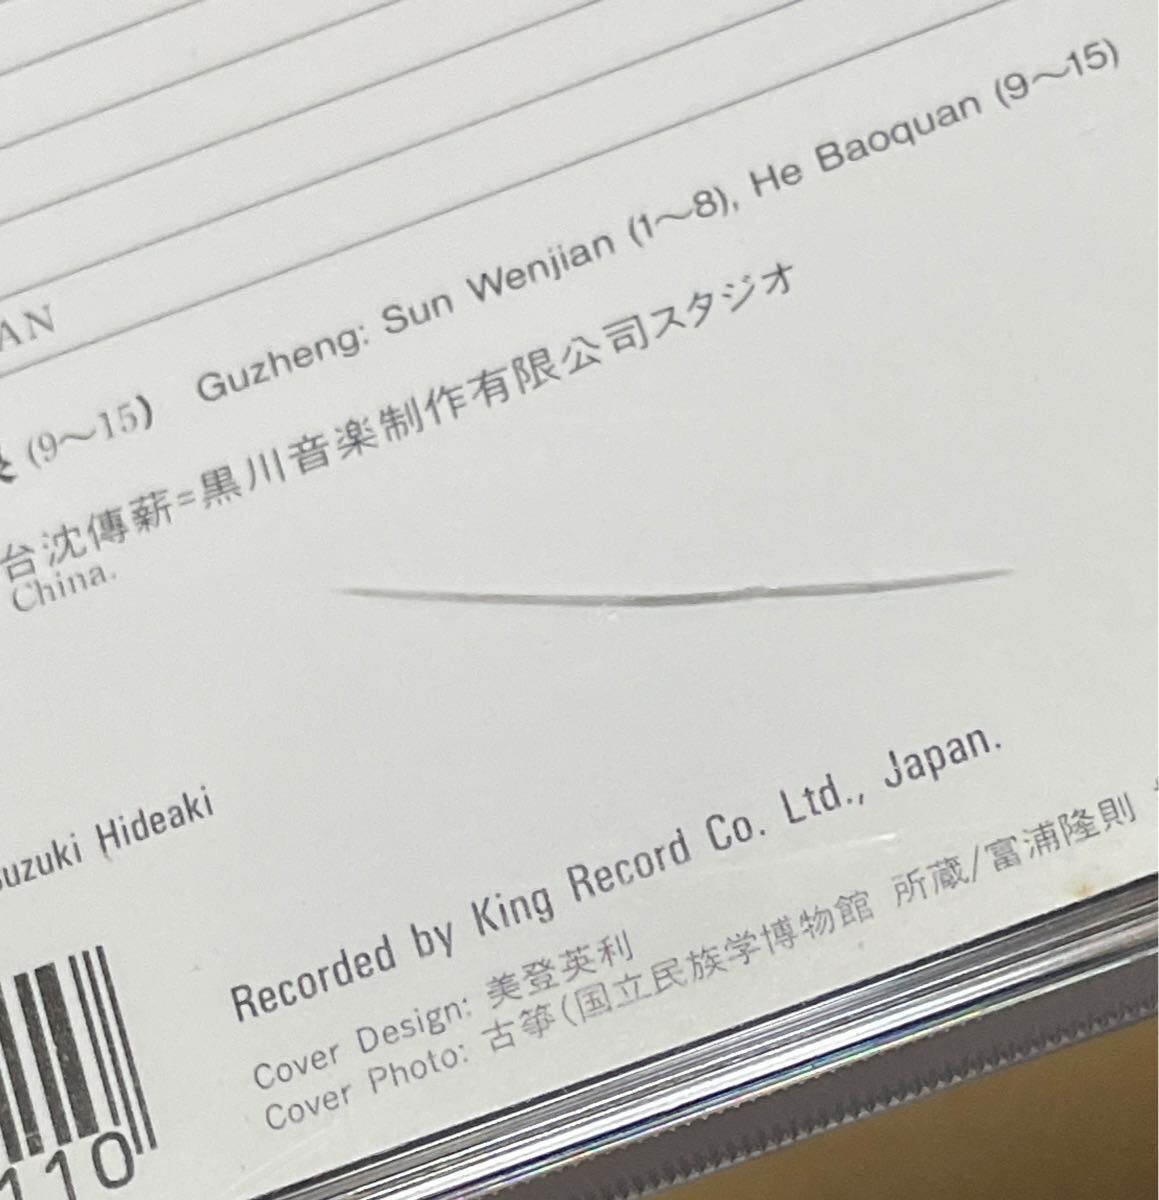 AN
(9～15) Guzheng: Sun Wenjian (1～8), He Baoquan (9～15)
台沈傳薪=黒川音楽制作有限公司スタジオ
China.
Suzuki Hideaki
Recorded by King Record Co. Ltd., Japan.
Cover Design: 美登英利
Cover Photo: 古箏(国立民族学博物館 所蔵/富浦隆則
110